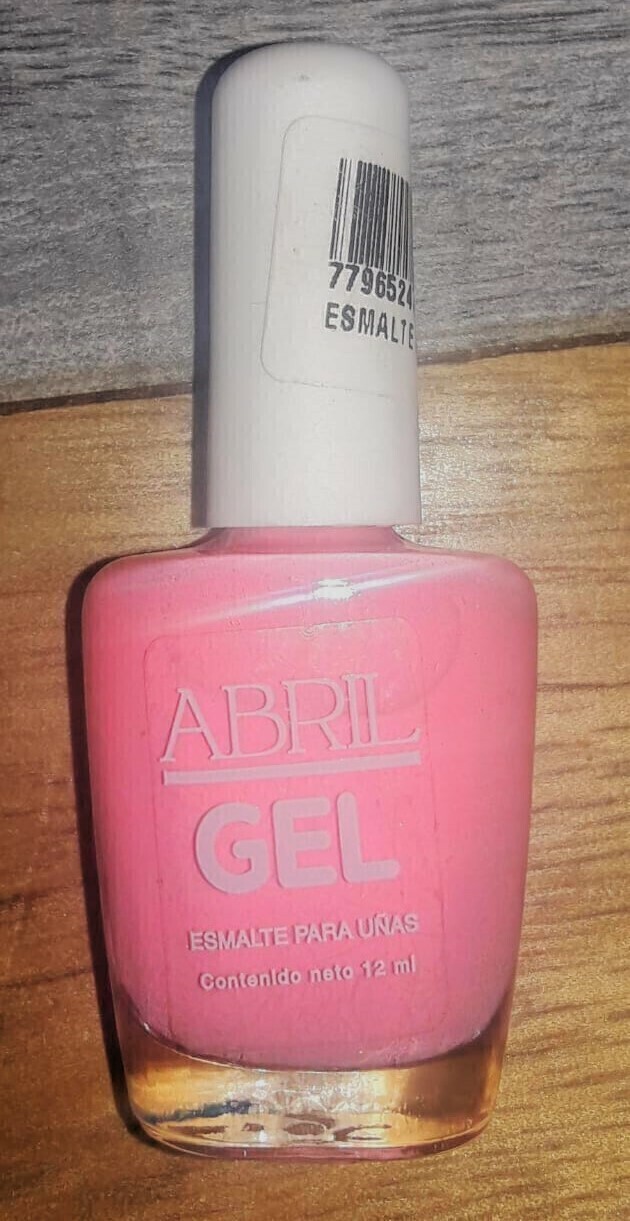 7796524
ESMALTE
ABRIL
GEL
ESMALTE PARA UÑAS
Contenido neto 12 ml